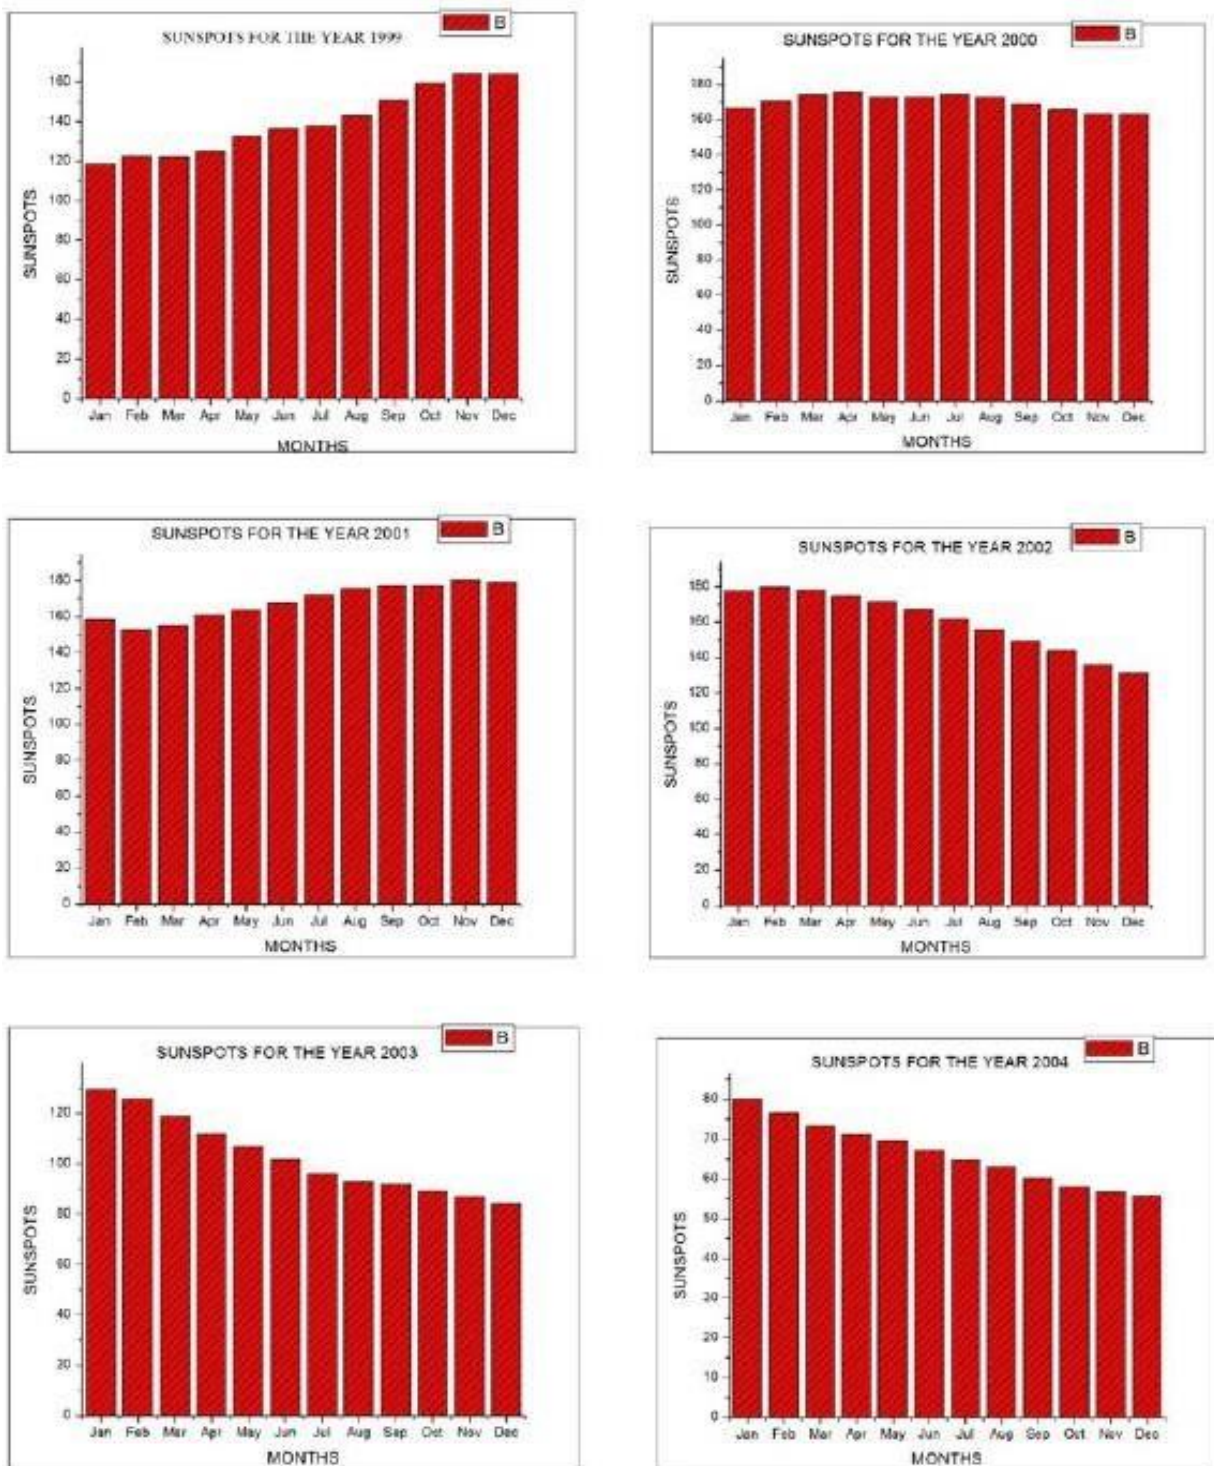 B
SUNSPOTS FOR THE YEAR 1999
160
140
120
100
80
60
40
20
0
SUNSPOTS
Jan Feb Mar Apr May Jun Jul Aug Sep Oct Nov Dec
MONTHS
B
SUNSPOTS FOR THE YEAR 2000
180
160
140
120
100
80
60
40
20
0
SUNSPOTS
Jan Feb Mar Apr May Jun Jul Aug Sep Oct Nov Dec
MONTHS
B
SUNSPOTS FOR THE YEAR 2001
180
160
140
120
100
80
60
40
20
0
SUNSPOTS
Jan Feb Mar Apr May Jun Jul Aug Sep Oct Nov Dec
MONTHS
B
SUNSPOTS FOR THE YEAR 2002
180
160
140
120
100
80
60
40
20
0
SUNSPOTS
Jan Feb Mar Apr May Jun Jul Aug Sep Oct Nov Dec
MONTHS
B
SUNSPOTS FOR THE YEAR 2003
120
100
80
60
40
20
0
SUNSPOTS
Jan Feb Mar Apr May Jun Jul Aug Sep Oct Nov Dec
MONTHS
B
SUNSPOTS FOR THE YEAR 2004
80
70
60
50
40
30
20
10
0
SUNSPOTS
Jan Feb Mar Apr May Jun Jul Aug Sep Oct Nov Dec
MONTHS